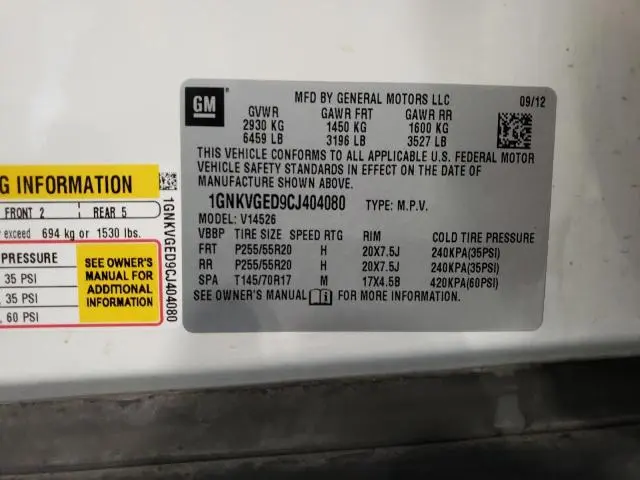 GM
MFD BY GENERAL MOTORS LLC 09/12
GVWR GAWR FRT GAWR RR
2930 KG 1450 KG 1600 KG
6459 LB 3196 LB 3527 LB
THIS VEHICLE CONFORMS TO ALL APPLICABLE U.S. FEDERAL MOTOR
VEHICLE SAFETY STANDARDS IN EFFECT ON THE DATE OF
MANUFACTURE SHOWN ABOVE.
1GNKVGED9CJ404080 TYPE: M.P.V.
MODEL: V14526
VBBP TIRE SIZE SPEED RTG RIM COLD TIRE PRESSURE
FRT P255/55R20 H 20X7.5J 240KPA(35PSI)
RR P255/55R20 H 20X7.5J 240KPA(35PSI)
SPA T145/70R17 M 17X4.5B 420KPA(60PSI)
SEE OWNER'S MANUAL i FOR MORE INFORMATION.
G INFORMATION
FRONT 2 REAR 5
exceed 694 kg or 1530 lbs.
35 PSI
35 PSI
60 PSI
SEE OWNER'S
MANUAL FOR
ADDITIONAL
INFORMATION
1GNKVGED9CJ404080